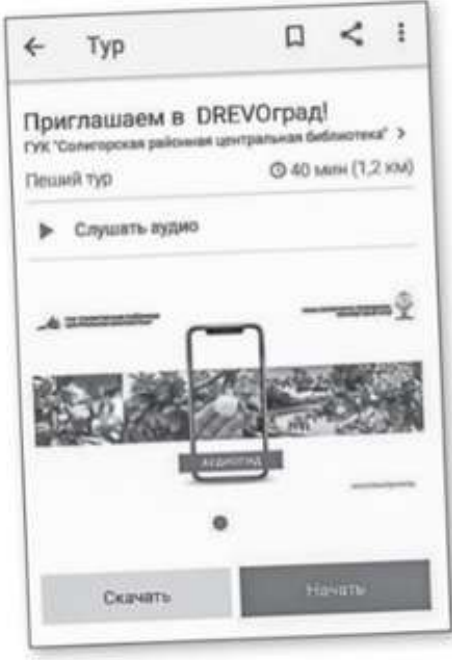 Тур
Приглашаем в DREVOград!
ГУК "Солигорская районная центральная библиотека" >
Пеший тур
40 мин (1,2 км)
Слушать аудио
АУДИОГИД
Скачать
Начать